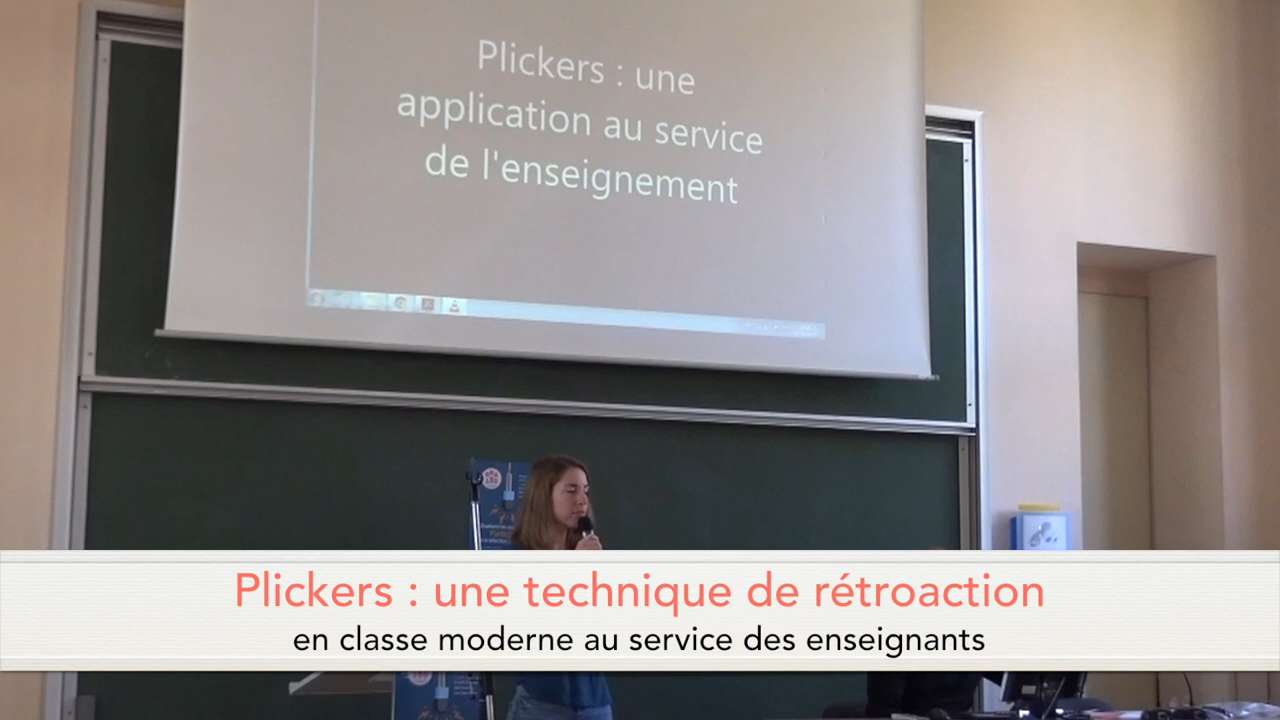 Plickers : une
application au service
de l'enseignement
Plickers : une technique de rétroaction
en classe moderne au service des enseignants